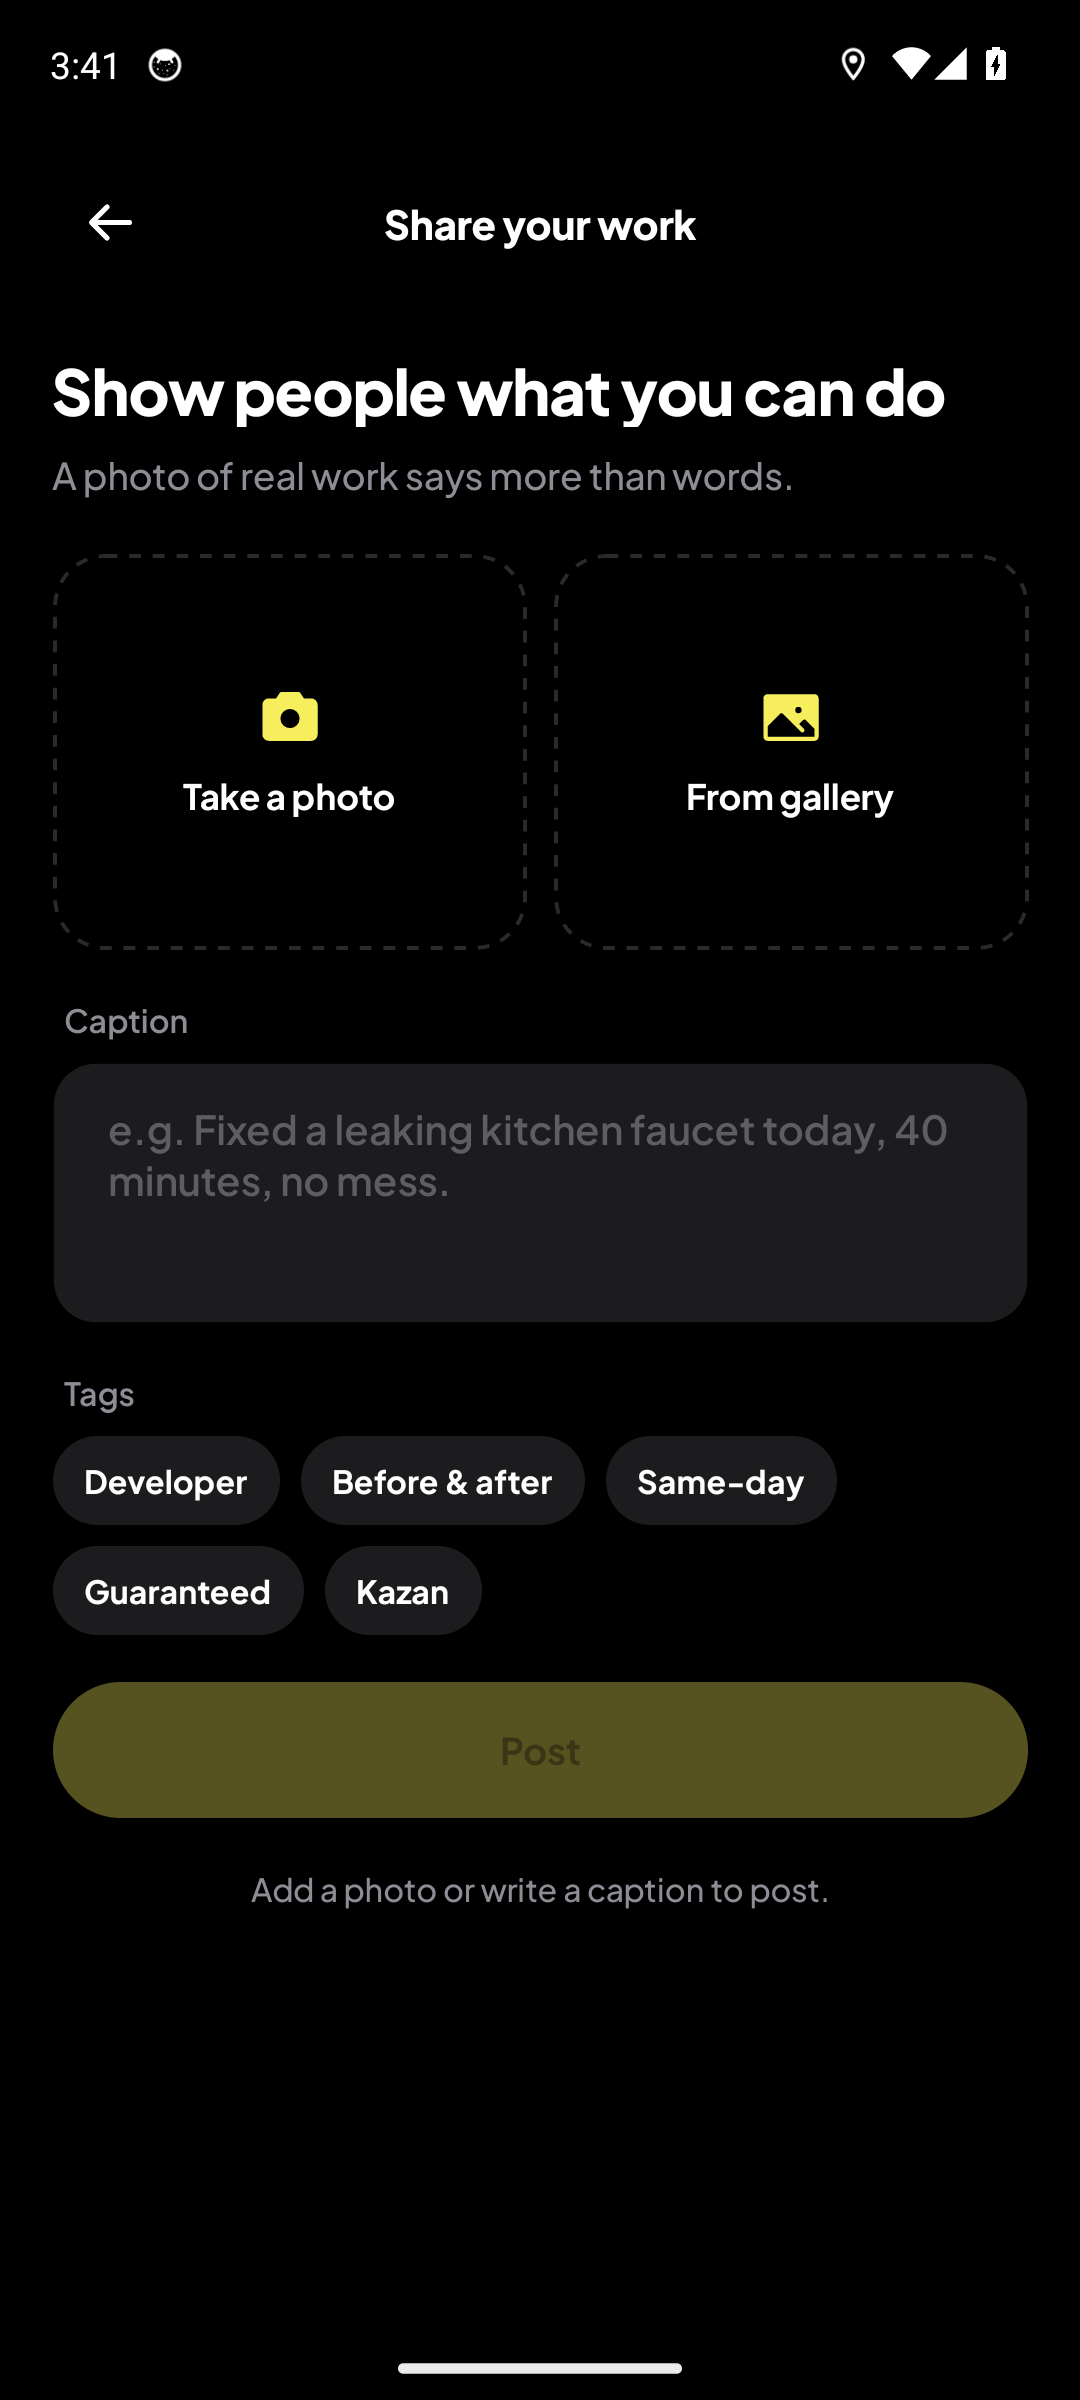 3:41
Share your work
Show people what you can do
A photo of real work says more than words.
Take a photo
From gallery
Caption
e.g. Fixed a leaking kitchen faucet today, 40
minutes, no mess.
Tags
Developer
Before & after
Same-day
Guaranteed
Kazan
Post
Add a photo or write a caption to post.